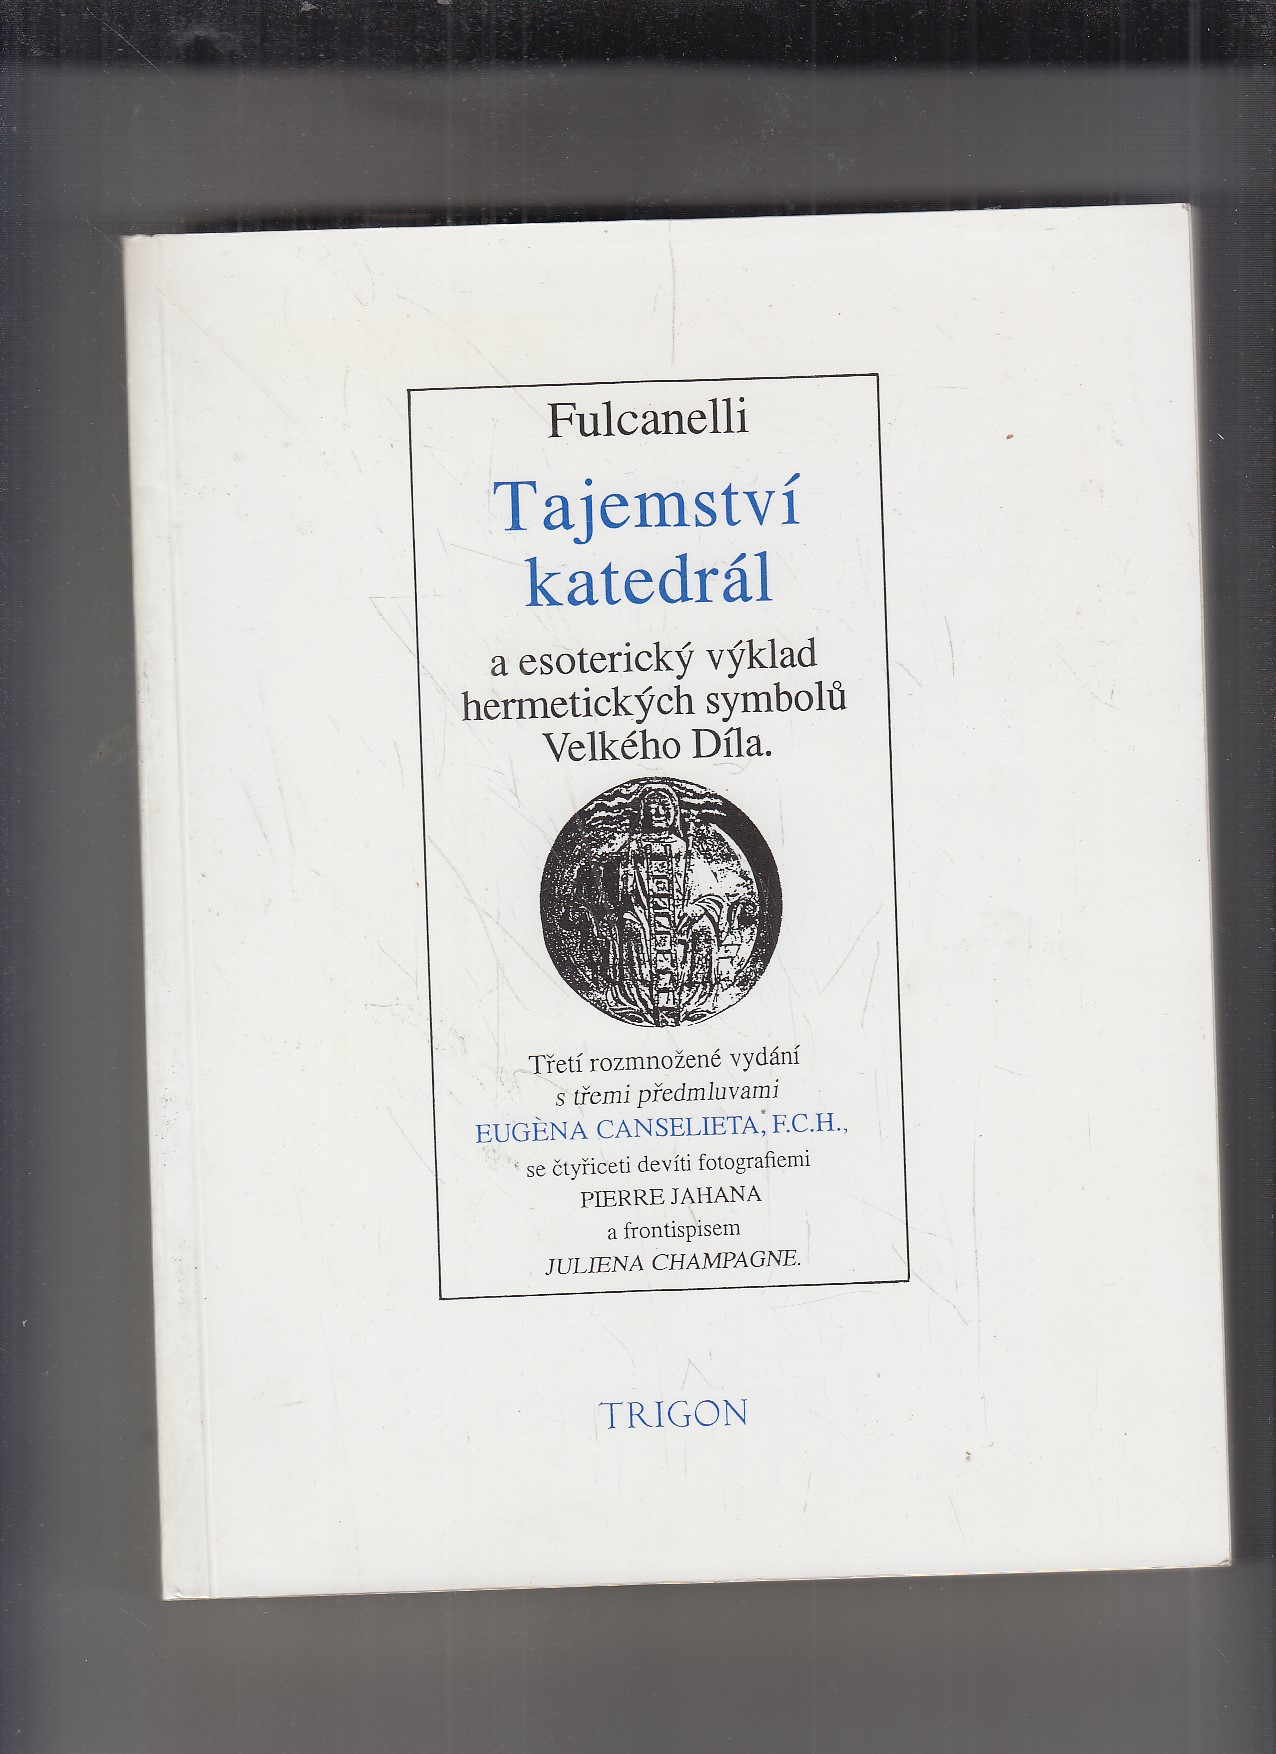 Fulcanelli
Tajemství
katedrál
a esoterický výklad
hermetických symbolů
Velkého Díla.
Třetí rozmnožené vydání
s třemi předmluvami
EUGÈNA CANSELIETA, F.C.H.,
se čtyřiceti devíti fotografiemi
PIERRE JAHANA
a frontispisem
JULIENA CHAMPAGNE.
TRIGON